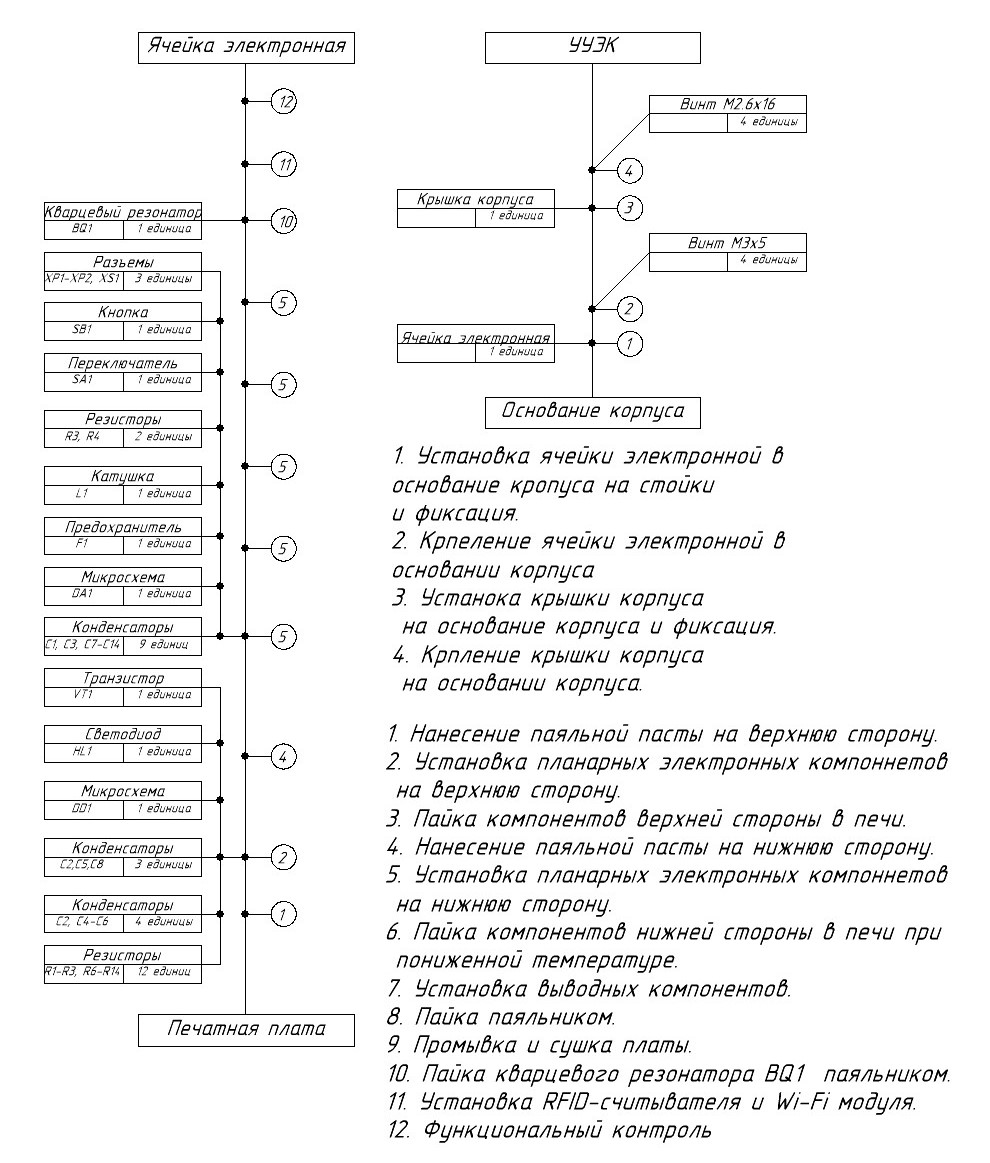 Ячейка электронная
12
11
Кварцевый резонатор
BQ1 1 единица
10
Разъемы
XP1-XP2, XS1 3 единицы
5
Кнопка
SB1 1 единица
Переключатель
SA1 1 единица
5
Резисторы
R3, R4 2 единицы
5
Катушка
L1 1 единица
Предохранитель
F1 1 единица
5
Микросхема
DA1 1 единица
Конденсаторы
C1, C3, C7-C14 9 единиц
5
Транзистор
VT1 1 единица
Светодиод
HL1 1 единица
4
Микросхема
DD1 1 единица
Конденсаторы
C2,C5,C8 3 единицы
2
Конденсаторы
C2, C4-C6 4 единицы
1
Резисторы
R1-R3, R6-R14 12 единиц
Печатная плата
УУЭК
Винт М2.6х16
4 единицы
4
Крышка корпуса
1 единица
3
Винт М3х5
4 единицы
2
Ячейка электронная
1 единица
1
Основание корпуса
1. Установка ячейки электронной в
основание кропуса на стойки
и фиксация.
2. Крпеление ячейки электронной в
основании корпуса
3. Устанока крышки корпуса
на основание корпуса и фиксация.
4. Крпление крышки корпуса
на основании корпуса.
1. Нанесение паяльной пасты на верхнюю сторону.
2. Установка планарных электронных компоннетов
на верхнюю сторону.
3. Пайка компонентов верхней стороны в печи.
4. Нанесение паяльной пасты на нижнюю сторону.
5. Установка планарных электронных компоннетов
на нижнюю сторону.
6. Пайка компонентов нижней стороны в печи при
пониженной температуре.
7. Установка выводных компонентов.
8. Пайка паяльником.
9. Промывка и сушка платы.
10. Пайка кварцевого резонатора BQ1 паяльником.
11. Установка RFID-считывателя и Wi-Fi модуля.
12. Функциональный контроль